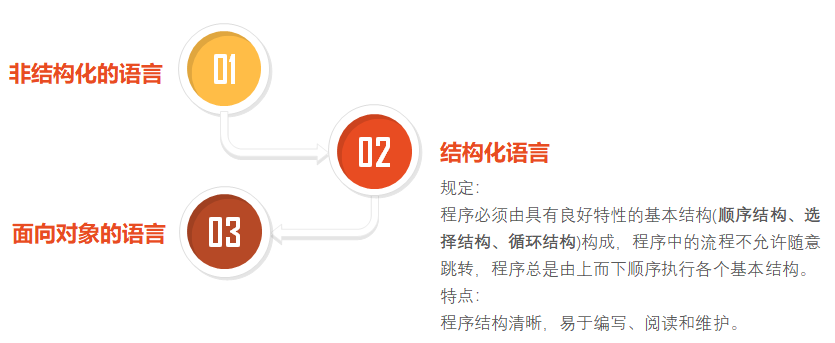 01
非结构化的语言
02
结构化语言
规定：
程序必须由具有良好特性的基本结构(顺序结构、选
择结构、循环结构)构成，程序中的流程不允许随意
跳转，程序总是由上而下顺序执行各个基本结构。
特点：
程序结构清晰，易于编写、阅读和维护。
03
面向对象的语言